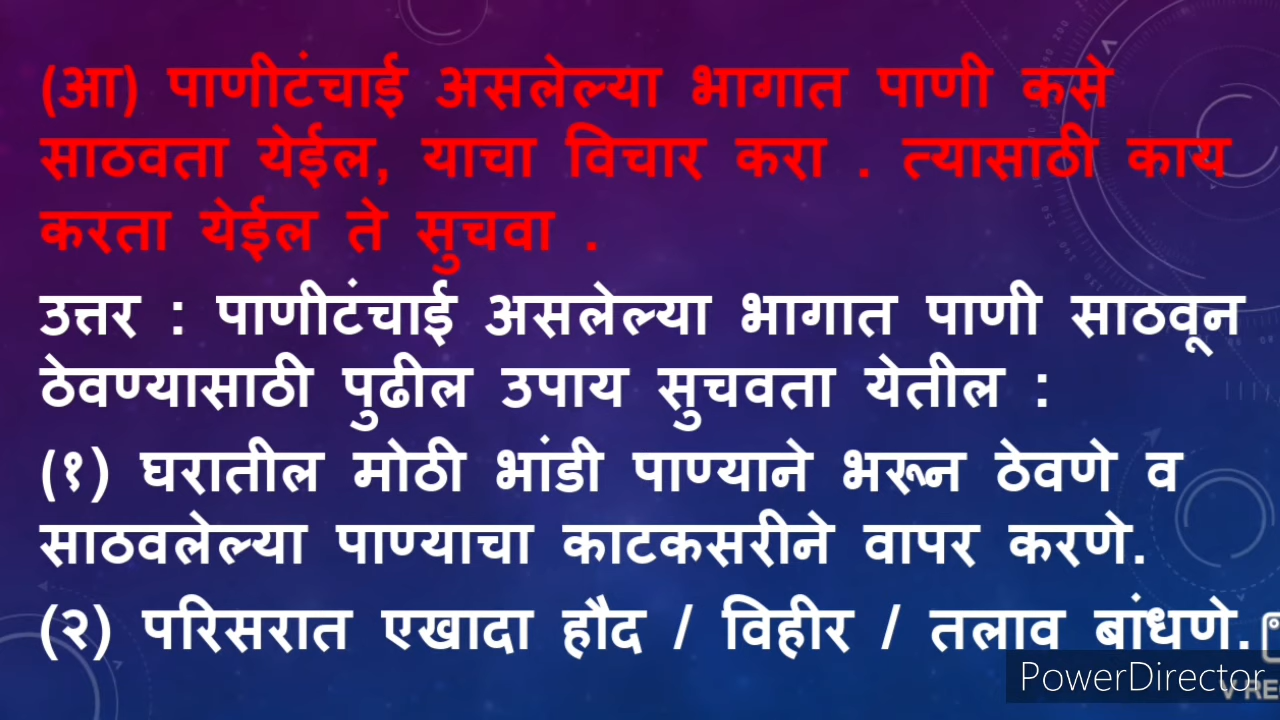 (आ) पाणीटंचाई असलेल्या भागात पाणी कसे
साठवता येईल, याचा विचार करा . त्यासाठी काय
करता येईल ते सुचवा .
उत्तर : पाणीटंचाई असलेल्या भागात पाणी साठवून
ठेवण्यासाठी पुढील उपाय सुचवता येतील :
(१) घरातील मोठी भांडी पाण्याने भरून ठेवणे व
साठवलेल्या पाण्याचा काटकसरीने वापर करणे.
(२) परिसरात एखादा हौद / विहीर / तलाव बांधणे.
PowerDirector